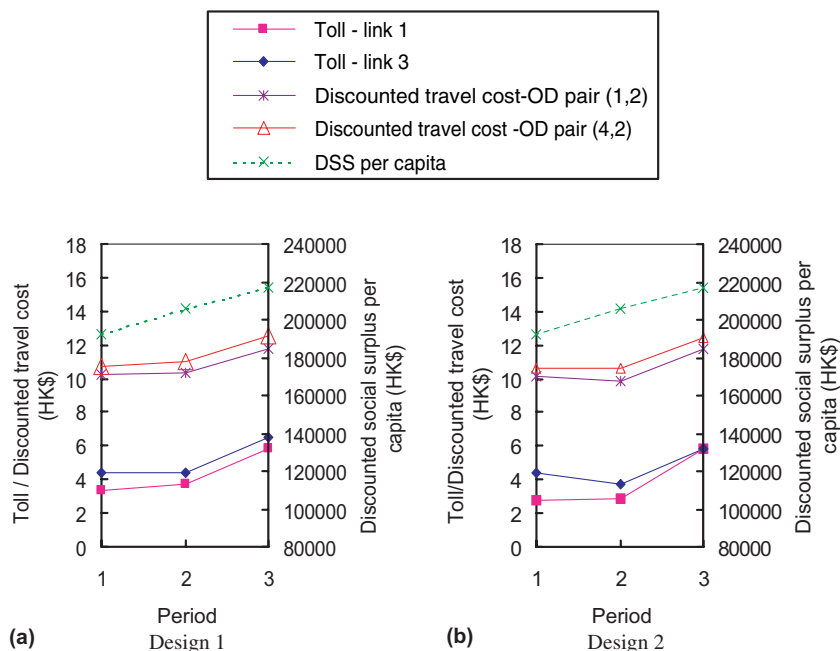 Toll - link 1
Toll - link 3
Discounted travel cost-OD pair (1,2)
Discounted travel cost -OD pair (4,2)
DSS per capita
18
16
14
12
10
8
6
4
2
0
Toll / Discounted travel cost
(HK$)
240000
220000
200000
180000
160000
140000
120000
100000
80000
Discounted social surplus per
capita (HK$)
1
2
3
Period
(a)
Design 1
18
16
14
12
10
8
6
4
2
0
Toll/Discounted travel cost
(HK$)
240000
220000
200000
180000
160000
140000
120000
100000
80000
Discounted social surplus per
capita (HK$)
1
2
3
Period
(b)
Design 2